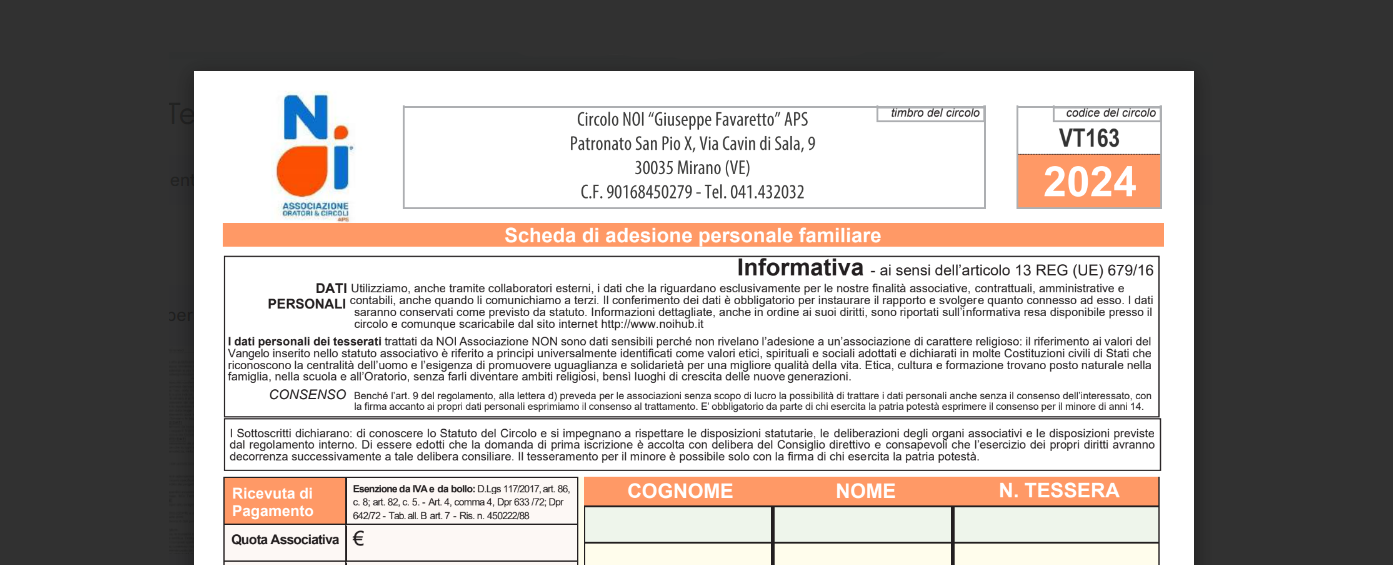 Te
ent
per
Noi
ASSOCIAZIONE
ORATORI & CIRCOLI
APS
Circolo NOI “Giuseppe Favaretto” APS
Patronato San Pio X, Via Cavin di Sala, 9
30035 Mirano (VE)
C.F. 90168450279 - Tel. 041.432032
timbro del circolo
codice del circolo
VT163
2024
Scheda di adesione personale familiare
Informativa - ai sensi dell’articolo 13 REG (UE) 679/16
DATI PERSONALI
Utilizziamo, anche tramite collaboratori esterni, i dati che la riguardano esclusivamente per le nostre finalità associative, contrattuali, amministrative e
contabili, anche quando li comunichiamo a terzi. Il conferimento dei dati è obbligatorio per instaurare il rapporto e svolgere quanto connesso ad esso. I dati
saranno conservati come previsto da statuto. Informazioni dettagliate, anche in ordine ai suoi diritti, sono riportati sull’informativa resa disponibile presso il
circolo e comunque scaricabile dal sito internet http://www.noihub.it
I dati personali dei tesserati trattati da NOI Associazione NON sono dati sensibili perché non rivelano l’adesione a un’associazione di carattere religioso: il riferimento ai valori del
Vangelo inserito nello statuto associativo è riferito a principi universalmente identificati come valori etici, spirituali e sociali adottati e dichiarati in molte Costituzioni civili di Stati che
riconoscono la centralità dell’uomo e l’esigenza di promuovere uguaglianza e solidarietà per una migliore qualità della vita. Etica, cultura e formazione trovano posto naturale nella
famiglia, nella scuola e all’Oratorio, senza farli diventare ambiti religiosi, bensì luoghi di crescita delle nuove generazioni.
CONSENSO Benché l’art. 9 del regolamento, alla lettera d) preveda per le associazioni senza scopo di lucro la possibilità di trattare i dati personali anche senza il consenso dell’interessato, con
la firma accanto ai propri dati personali esprimiamo il consenso al trattamento. E’ obbligatorio da parte di chi esercita la patria potestà esprimere il consenso per il minore di anni 14.
I Sottoscritti dichiarano: di conoscere lo Statuto del Circolo e si impegnano a rispettare le disposizioni statutarie, le deliberazioni degli organi associativi e le disposizioni previste
dal regolamento interno. Di essere edotti che la domanda di prima iscrizione è accolta con delibera del Consiglio direttivo e consapevoli che l’esercizio dei propri diritti avranno
decorrenza successivamente a tale delibera consiliare. Il tesseramento per il minore è possibile solo con la firma di chi esercita la patria potestà.
Ricevuta di
Pagamento
Esenzione da IVA e da bollo: D.Lgs 117/2017, art. 86,
c. 8; art. 82, c. 5. - Art. 4, comma 4, Dpr 633 /72; Dpr
642/72 - Tab. all. B art. 7 - Ris. n. 450222/88
Quota Associativa €
COGNOME NOME N. TESSERA